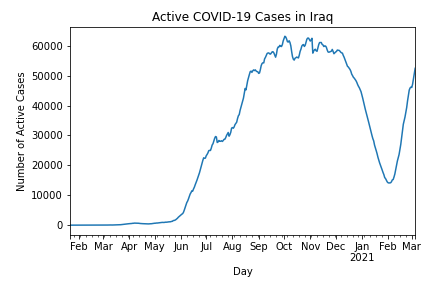 Active COVID-19 Cases in Iraq
Number of Active Cases
60000
50000
40000
30000
20000
10000
0
Feb Mar Apr May Jun Jul Aug Sep Oct Nov Dec Jan Feb Mar
2021
Day